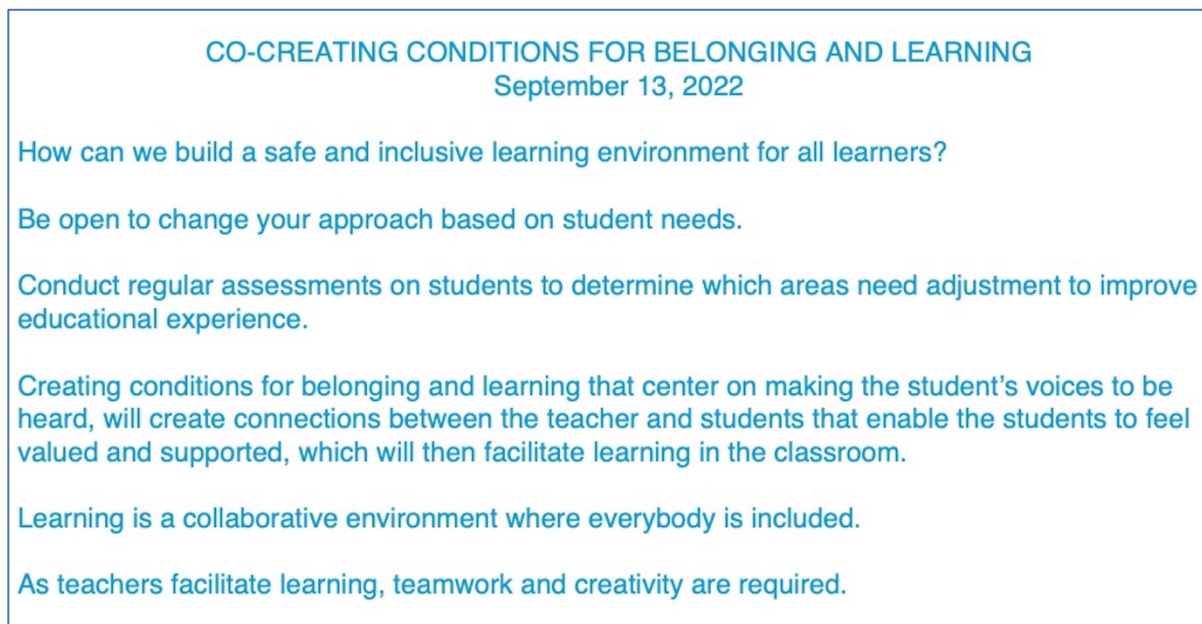 CO-CREATING CONDITIONS FOR BELONGING AND LEARNING
September 13, 2022
How can we build a safe and inclusive learning environment for all learners?
Be open to change your approach based on student needs.
Conduct regular assessments on students to determine which areas need adjustment to improve
educational experience.
Creating conditions for belonging and learning that center on making the student’s voices to be
heard, will create connections between the teacher and students that enable the students to feel
valued and supported, which will then facilitate learning in the classroom.
Learning is a collaborative environment where everybody is included.
As teachers facilitate learning, teamwork and creativity are required.